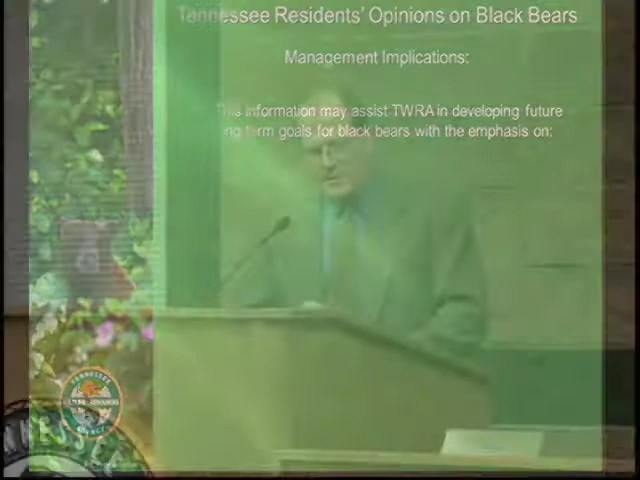 Tennessee Residents' Opinions on Black Bears
Management Implications:
This information may assist TWRA in developing future
term goals for black bears with the emphasis on:
TENNESSEE